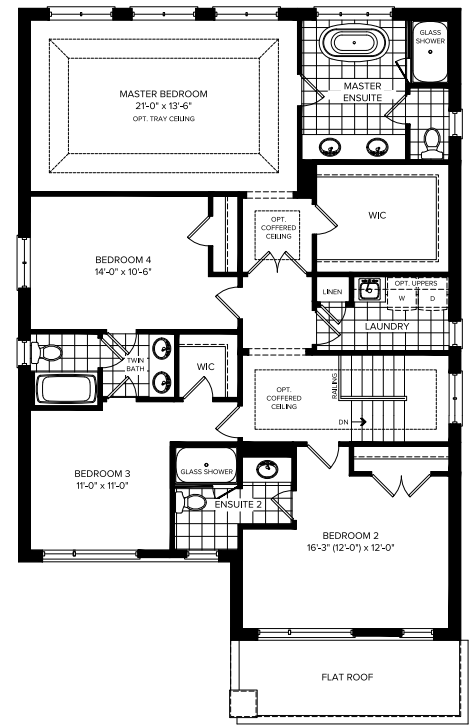 GLASS
SHOWER
MASTER BEDROOM
21'-0" x 13'-6"
OPT. TRAY CEILING
MASTER
ENSUITE
OPT.
COFFERED
CEILING
WIC
BEDROOM 4
14'-0" x 10'-6"
LINEN
OPT. UPPERS
W
D
LAUNDRY
TWIN
BATH
WIC
OPT.
COFFERED
CEILING
RAILING
DN
BEDROOM 3
11'-0" x 11'-0"
GLASS SHOWER
ENSUITE 2
BEDROOM 2
16'-3" (12'-0") x 12'-0"
FLAT ROOF